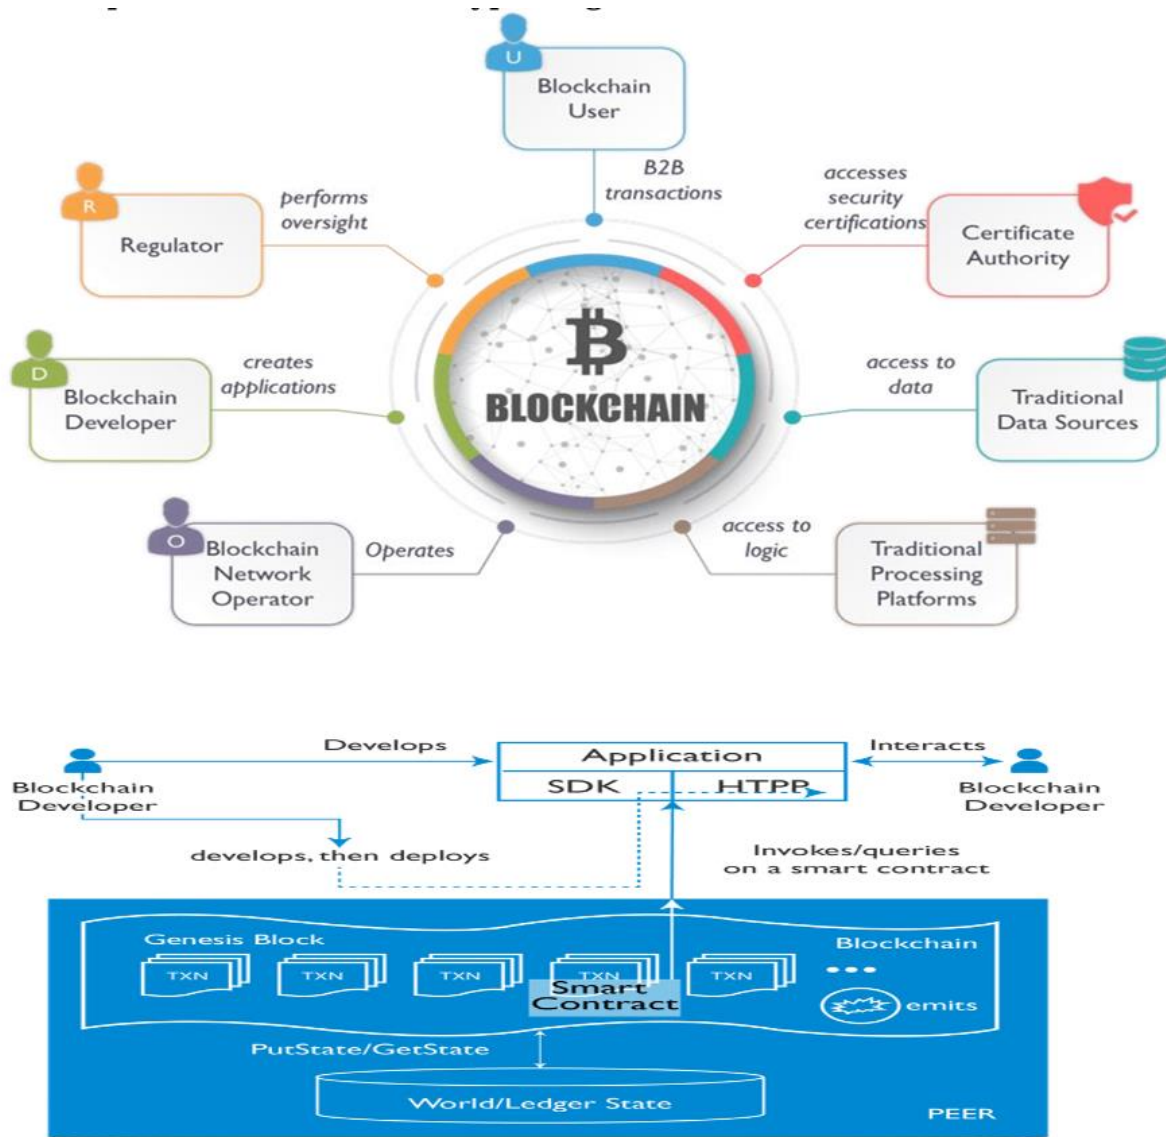 U
Blockchain
User
B2B
transactions
R
Regulator
performs
oversight
accesses
security
certifications
Certificate
Authority
D
Blockchain
Developer
creates
applications
BLOCKCHAIN
access to
data
Traditional
Data Sources
O
Blockchain
Network
Operator
Operates
access to
logic
Traditional
Processing
Platforms
Blockchain
Developer
Develops
Application
SDK
HTPP
Interacts
Blockchain
Developer
develops, then deploys
Invokes/queries
on a smart contract
Genesis Block
Blockchain
TXN
TXN
TXN
TXN
TXN
Smart
Contract
emits
PutState/GetState
World/Ledger State
PEER